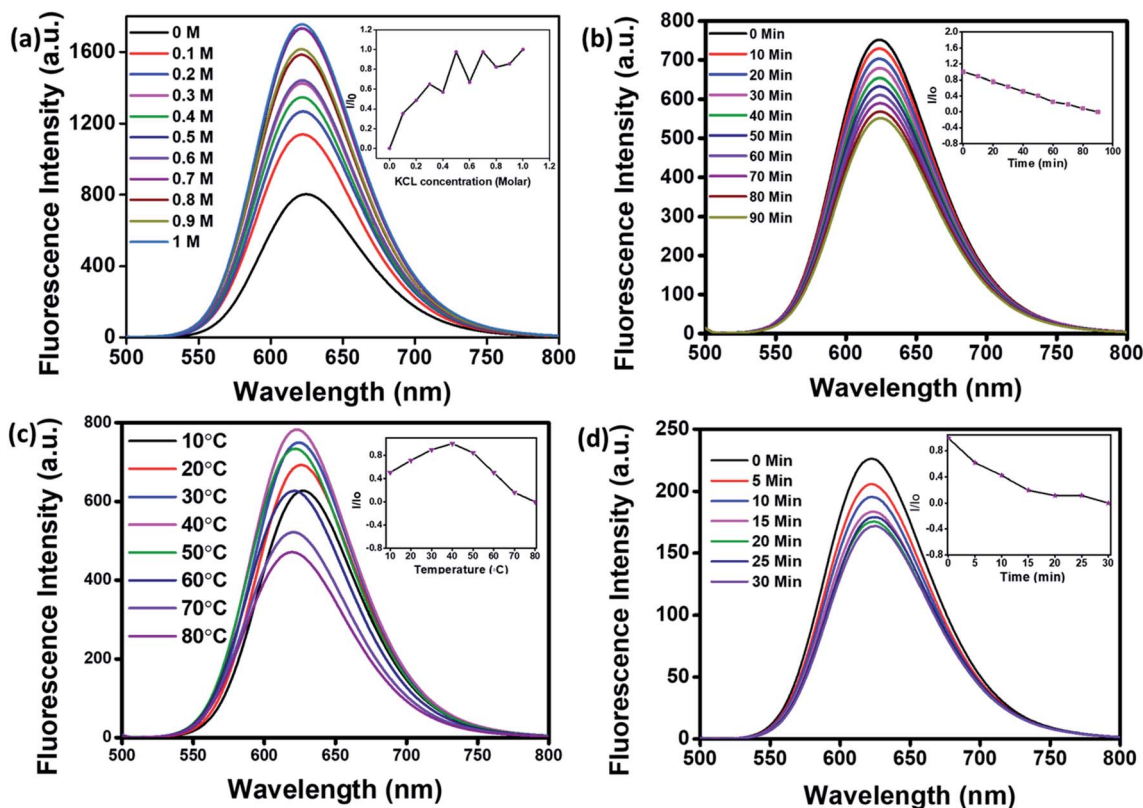 (a)
Fluorescence Intensity (a.u.)
1600
1200
800
400
0
0 M
0.1 M
0.2 M
0.3 M
0.4 M
0.5 M
0.6 M
0.7 M
0.8 M
0.9 M
1 M
I/Io
1.2
1.0
0.8
0.6
0.4
0.2
0.0
0.0 0.2 0.4 0.6 0.8 1.0 1.2
KCL concentration (Molar)
500 550 600 650 700 750 800
Wavelength (nm)
(b)
Fluorescence Intensity (a.u.)
800
700
600
500
400
300
200
100
0
0 Min
10 Min
20 Min
30 Min
40 Min
50 Min
60 Min
70 Min
80 Min
90 Min
I/Io
2.0
1.6
1.2
0.8
0.4
0.0
-0.4
-0.8
0 20 40 60 80 100
Time (min)
500 550 600 650 700 750 800
Wavelength (nm)
(c)
Fluorescence Intensity (a.u.)
800
600
400
200
0
10°C
20°C
30°C
40°C
50°C
60°C
70°C
80°C
I/Io
0.8
0.4
0.0
-0.4
-0.8
10 20 30 40 50 60 70 80
Temperature (◦C)
500 550 600 650 700 750 800
Wavelength (nm)
(d)
Fluorescence Intensity (a.u.)
250
200
150
100
50
0
0 Min
5 Min
10 Min
15 Min
20 Min
25 Min
30 Min
I/Io
0.8
0.4
0.0
-0.4
-0.8
0 5 10 15 20 25 30
Time (min)
500 550 600 650 700 750 800
Wavelength (nm)